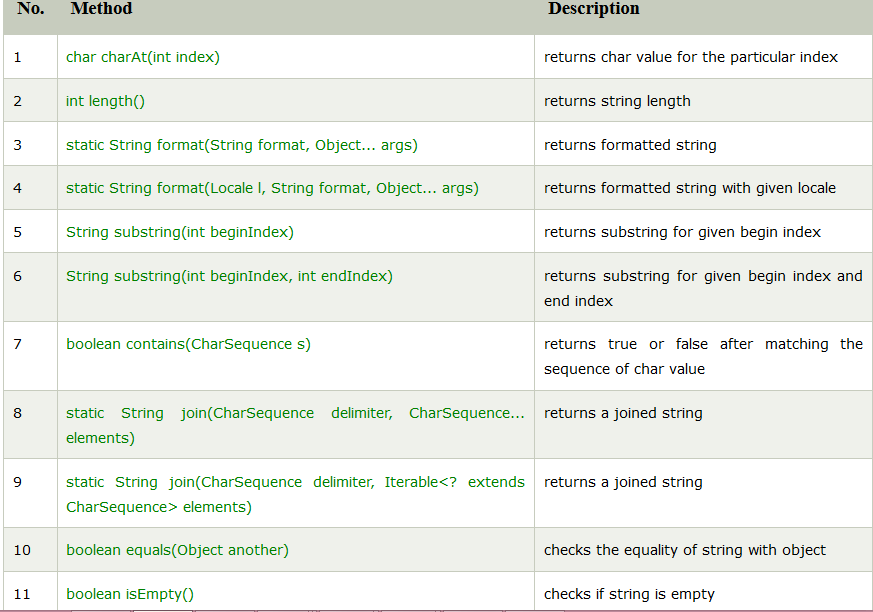 No. Method Description
1 char charAt(int index) returns char value for the particular index
2 int length() returns string length
3 static String format(String format, Object... args) returns formatted string
4 static String format(Locale l, String format, Object... args) returns formatted string with given locale
5 String substring(int beginIndex) returns substring for given begin index
6 String substring(int beginIndex, int endIndex) returns substring for given begin index and
end index
7 boolean contains(CharSequence s) returns true or false after matching the
sequence of char value
8 static String join(CharSequence delimiter, CharSequence... returns a joined string
elements)
9 static String join(CharSequence delimiter, Iterable<? extends returns a joined string
CharSequence> elements)
10 boolean equals(Object another) checks the equality of string with object
11 boolean isEmpty() checks if string is empty